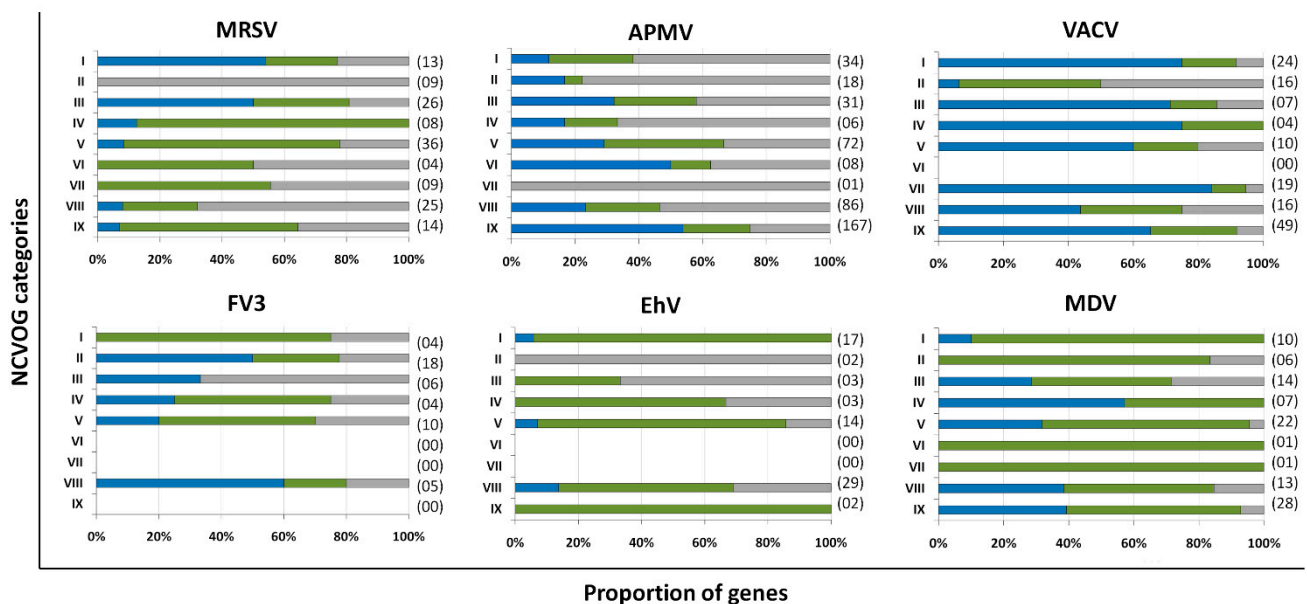 NCVOG categories
MRSV
I (13)
II (09)
III (26)
IV (08)
V (36)
VI (04)
VII (09)
VIII (25)
IX (14)
0% 20% 40% 60% 80% 100%
APMV
I (34)
II (18)
III (31)
IV (06)
V (72)
VI (08)
VII (01)
VIII (86)
IX (167)
0% 20% 40% 60% 80% 100%
VACV
I (24)
II (16)
III (07)
IV (04)
V (10)
VI (00)
VII (19)
VIII (16)
IX (49)
0% 20% 40% 60% 80% 100%
FV3
I (04)
II (18)
III (06)
IV (04)
V (10)
VI (00)
VII (00)
VIII (05)
IX (00)
0% 20% 40% 60% 80% 100%
EhV
I (17)
II (02)
III (03)
IV (03)
V (14)
VI (00)
VII (00)
VIII (29)
IX (02)
0% 20% 40% 60% 80% 100%
MDV
I (10)
II (06)
III (14)
IV (07)
V (22)
VI (01)
VII (01)
VIII (13)
IX (28)
0% 20% 40% 60% 80% 100%
Proportion of genes